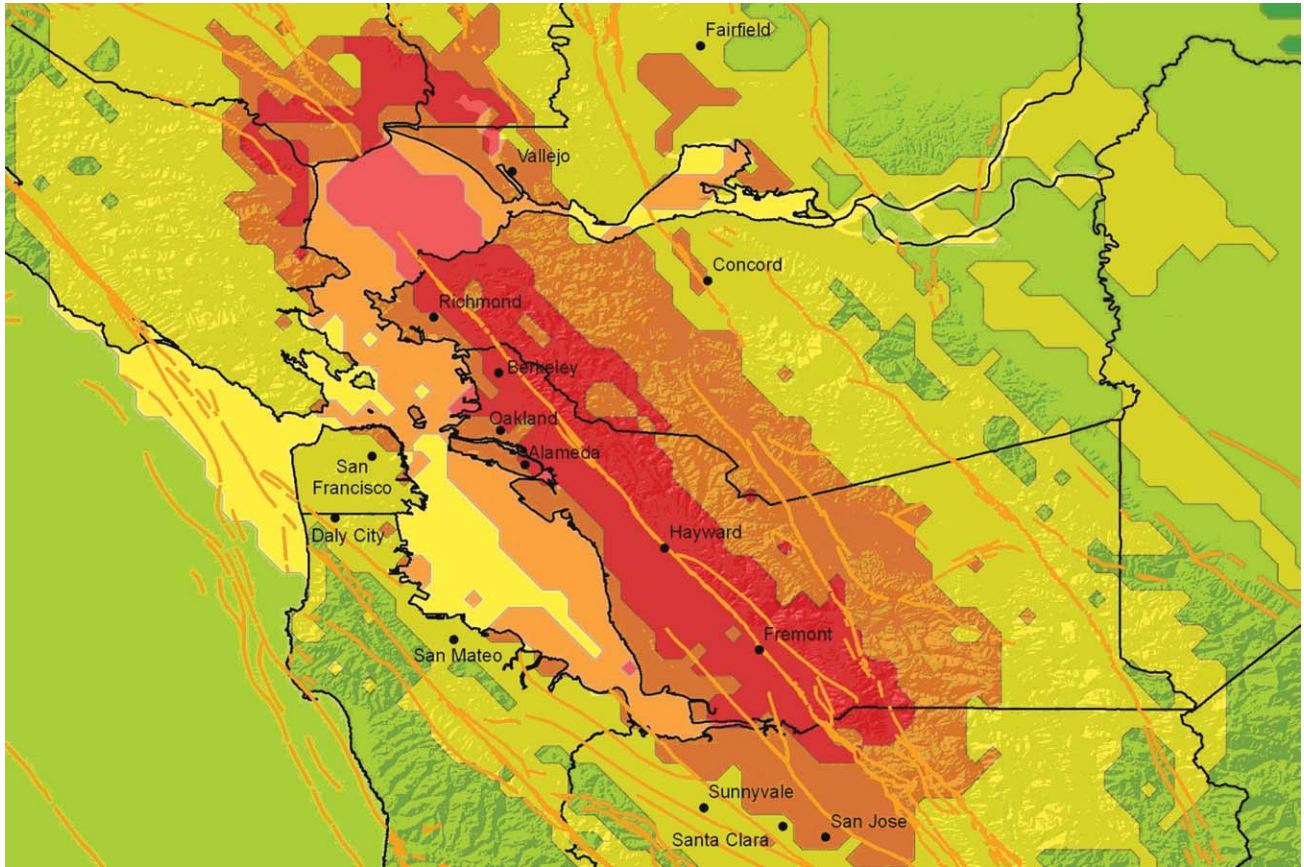 Fairfield
Vallejo
Concord
Richmond
Berkeley
Oakland
Alameda
San
Francisco
Daly City
Hayward
San Mateo
Fremont
Sunnyvale
Santa Clara
San Jose